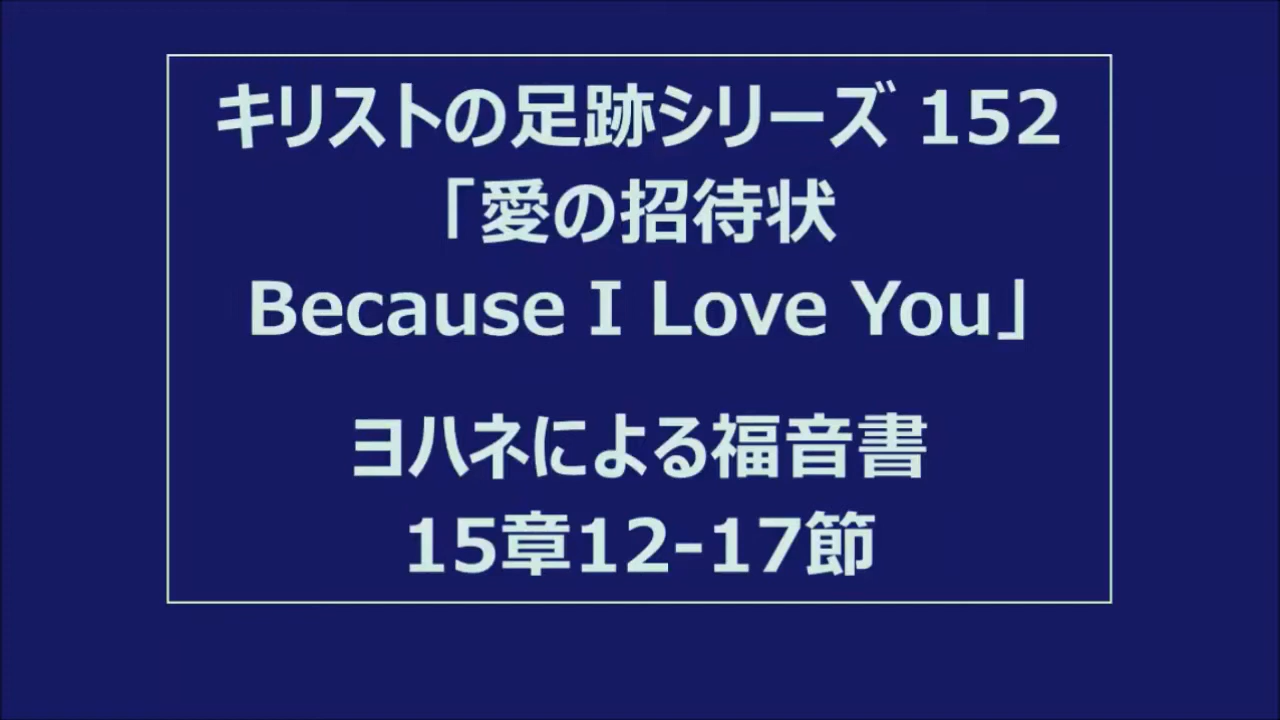 キリストの足跡シリーズ 152
「愛の招待状
Because I Love You」
ヨハネによる福音書
15章12-17節